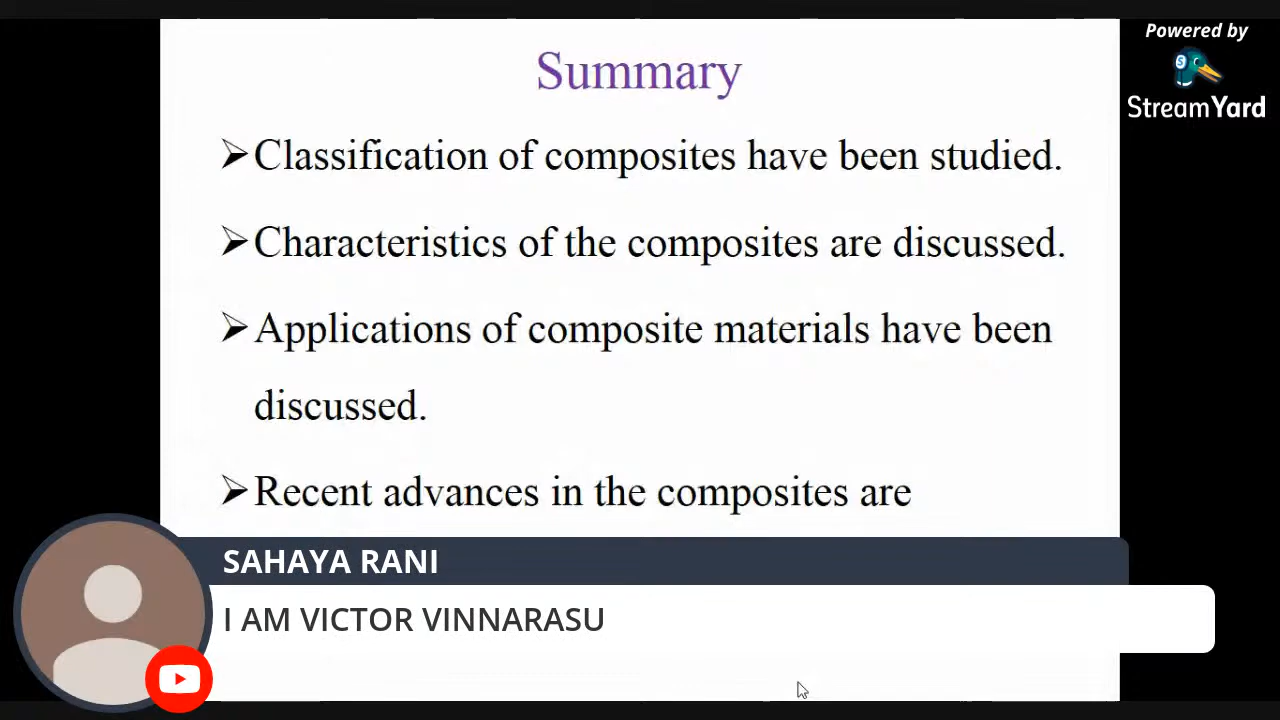 Powered by
StreamYard
Summary
➢Classification of composites have been studied.
➢Characteristics of the composites are discussed.
➢Applications of composite materials have been
discussed.
➢Recent advances in the composites are
SAHAYA RANI
I AM VICTOR VINNARASU